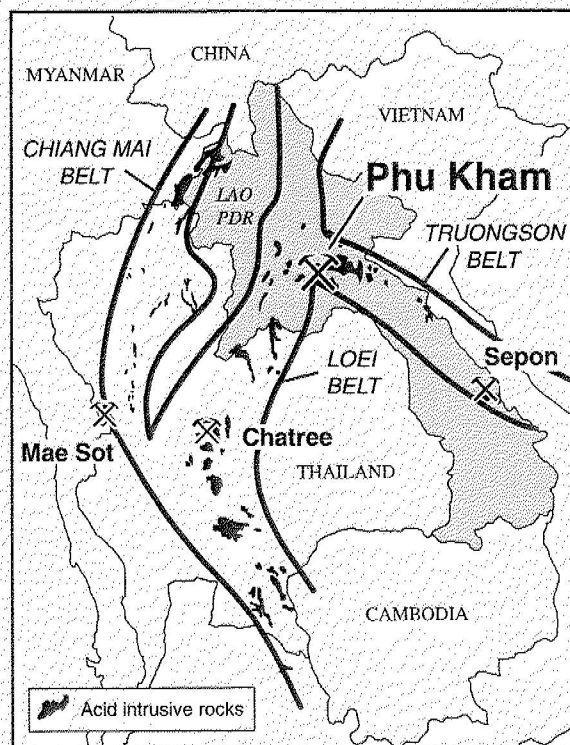 CHINA
MYANMAR
VIETNAM
CHIANG MAI
BELT
Phu Kham
LAO
PDR
TRUONGSON
BELT
Sepon
LOEI
BELT
Chatree
Mae Sot
THAILAND
CAMBODIA
Acid intrusive rocks